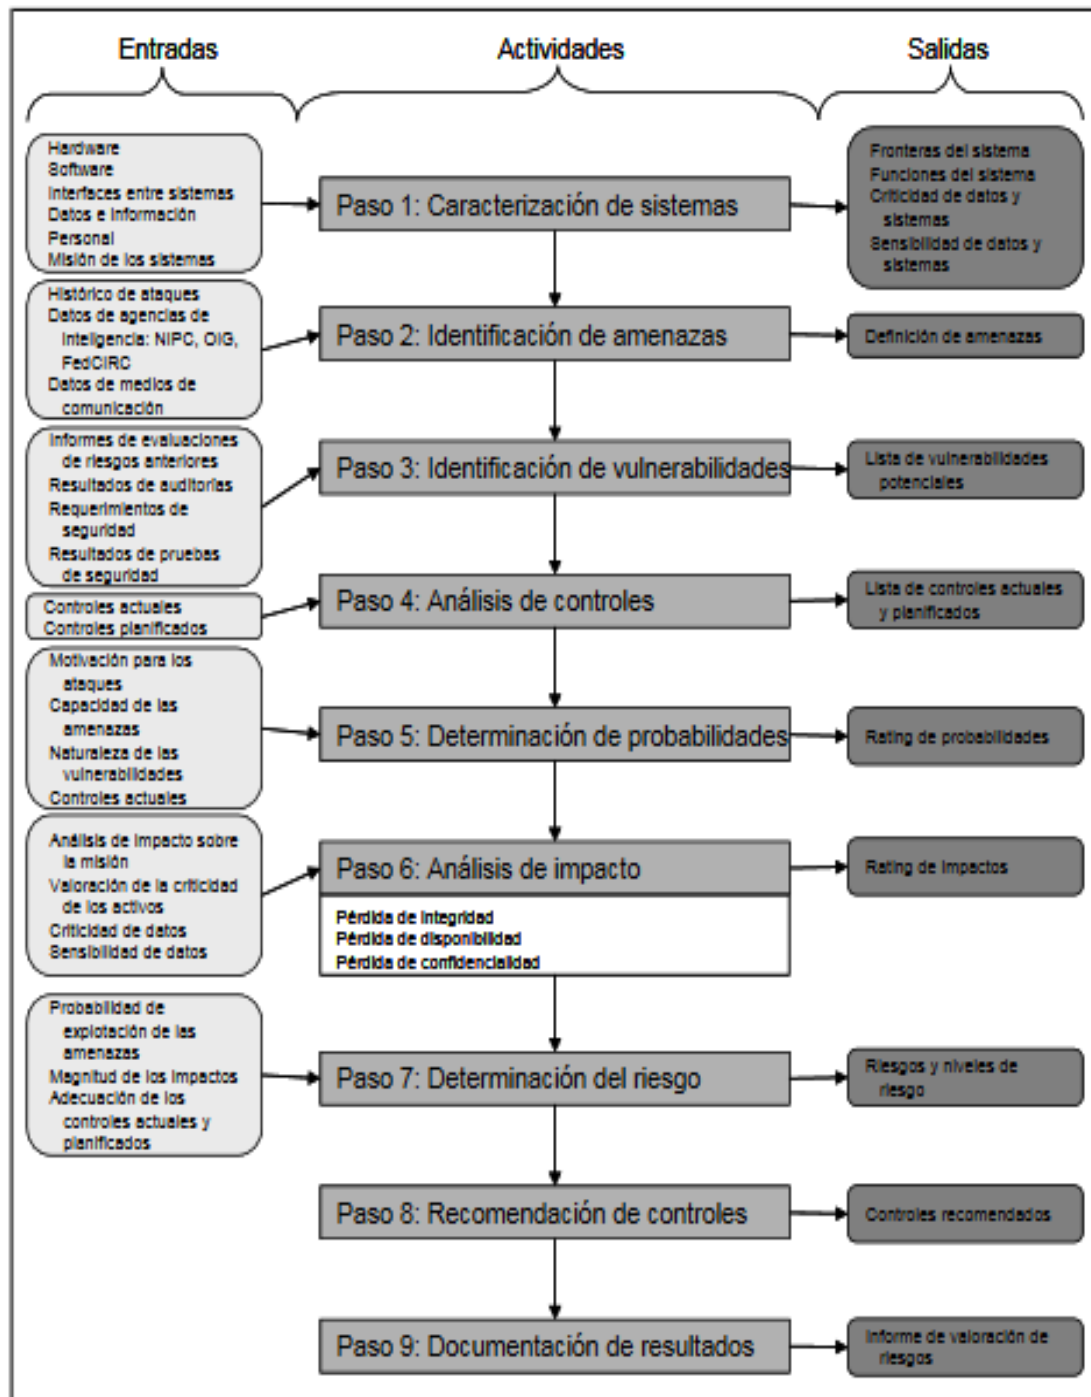 Entradas
Actividades
Salidas
Hardware
Software
Interfaces entre sistemas
Datos e información
Personal
Misión de los sistemas
Paso 1: Caracterización de sistemas
Fronteras del sistema
Funciones del sistema
Criticidad de datos y
sistemas
Sensibilidad de datos y
sistemas
Histórico de ataques
Datos de agencias de
inteligencia: NIPC, OIG,
FedCIRC
Datos de medios de
comunicación
Paso 2: Identificación de amenazas
Definición de amenazas
Informes de evaluaciones
de riesgos anteriores
Resultados de auditorías
Requerimientos de
seguridad
Resultados de pruebas
de seguridad
Paso 3: Identificación de vulnerabilidades
Lista de vulnerabilidades
potenciales
Controles actuales
Controles planificados
Paso 4: Análisis de controles
Lista de controles actuales
y planificados
Motivación para los
ataques
Capacidad de las
amenazas
Naturaleza de las
vulnerabilidades
Controles actuales
Paso 5: Determinación de probabilidades
Rating de probabilidades
Análisis de impacto sobre
la misión
Valoración de la criticidad
de los activos
Criticidad de datos
Sensibilidad de datos
Paso 6: Análisis de impacto
Pérdida de integridad
Pérdida de disponibilidad
Pérdida de confidencialidad
Rating de impactos
Probabilidad de
explotación de las
amenazas
Magnitud de los impactos
Adecuación de los
controles actuales y
planificados
Paso 7: Determinación del riesgo
Riesgos y niveles de
riesgo
Paso 8: Recomendación de controles
Controles recomendados
Paso 9: Documentación de resultados
Informe de valoración de
riesgos